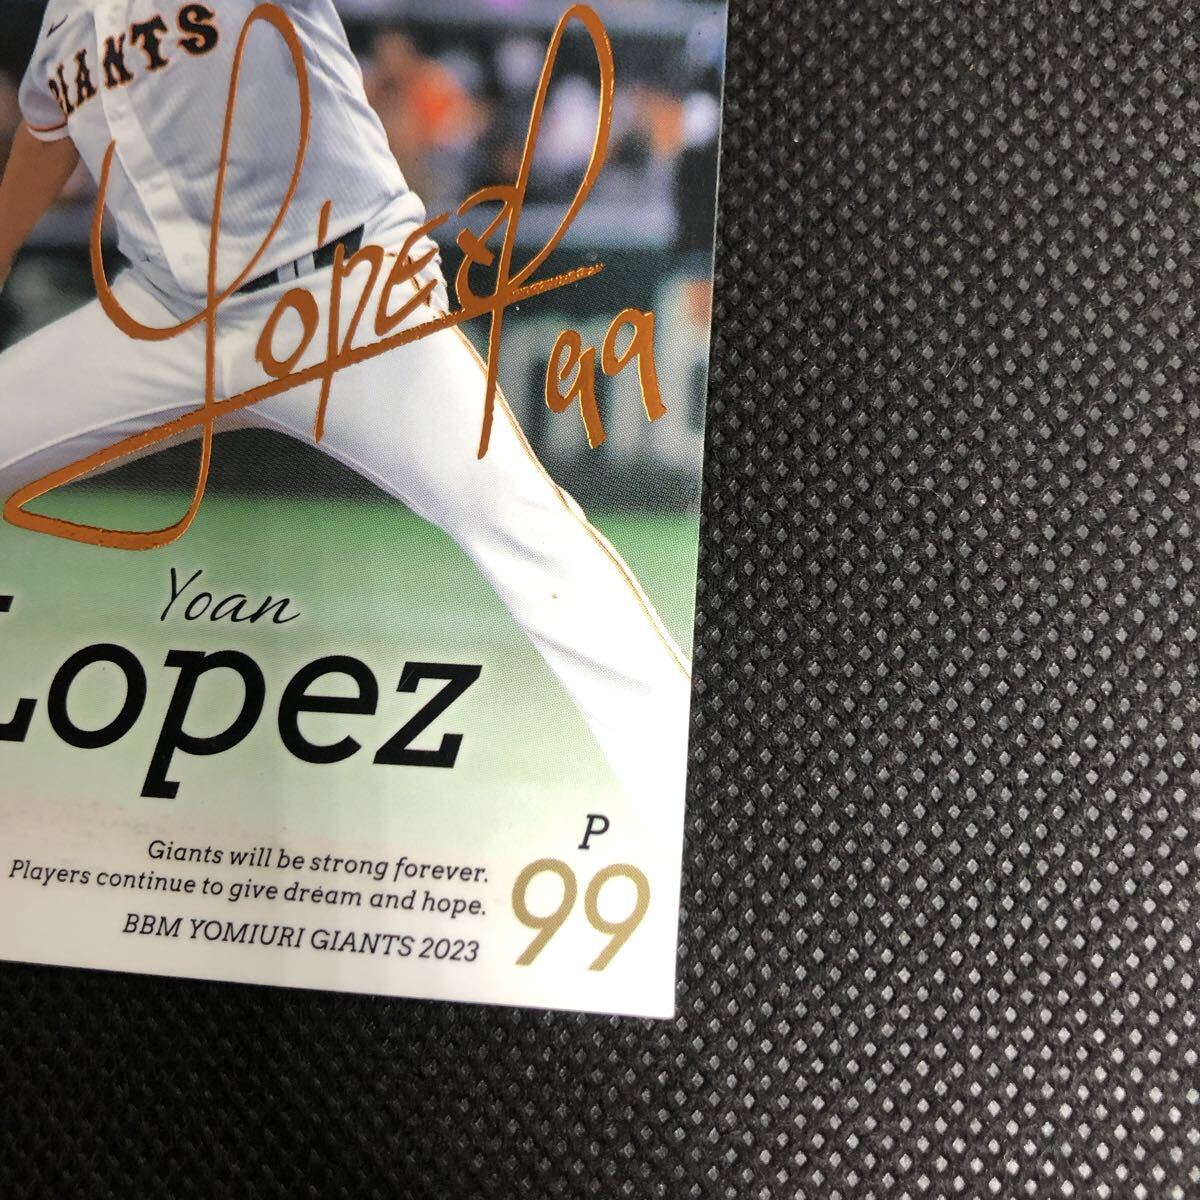 GIANTS
Lopez 99
Yoan
Lopez
P
99
Giants will be strong forever.
Players continue to give dream and hope.
BBM YOMIURI GIANTS 2023